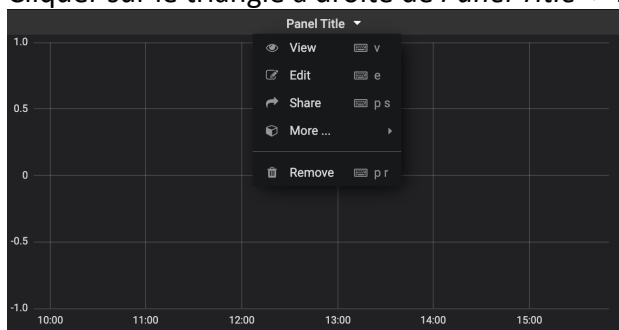 Cliquer sur le triangle à droite de Panel Title
Panel Title
1.0
View v
Edit e
0.5
Share p s
More ...
0
Remove p r
-0.5
-1.0
10:00 11:00 12:00 13:00 14:00 15:00